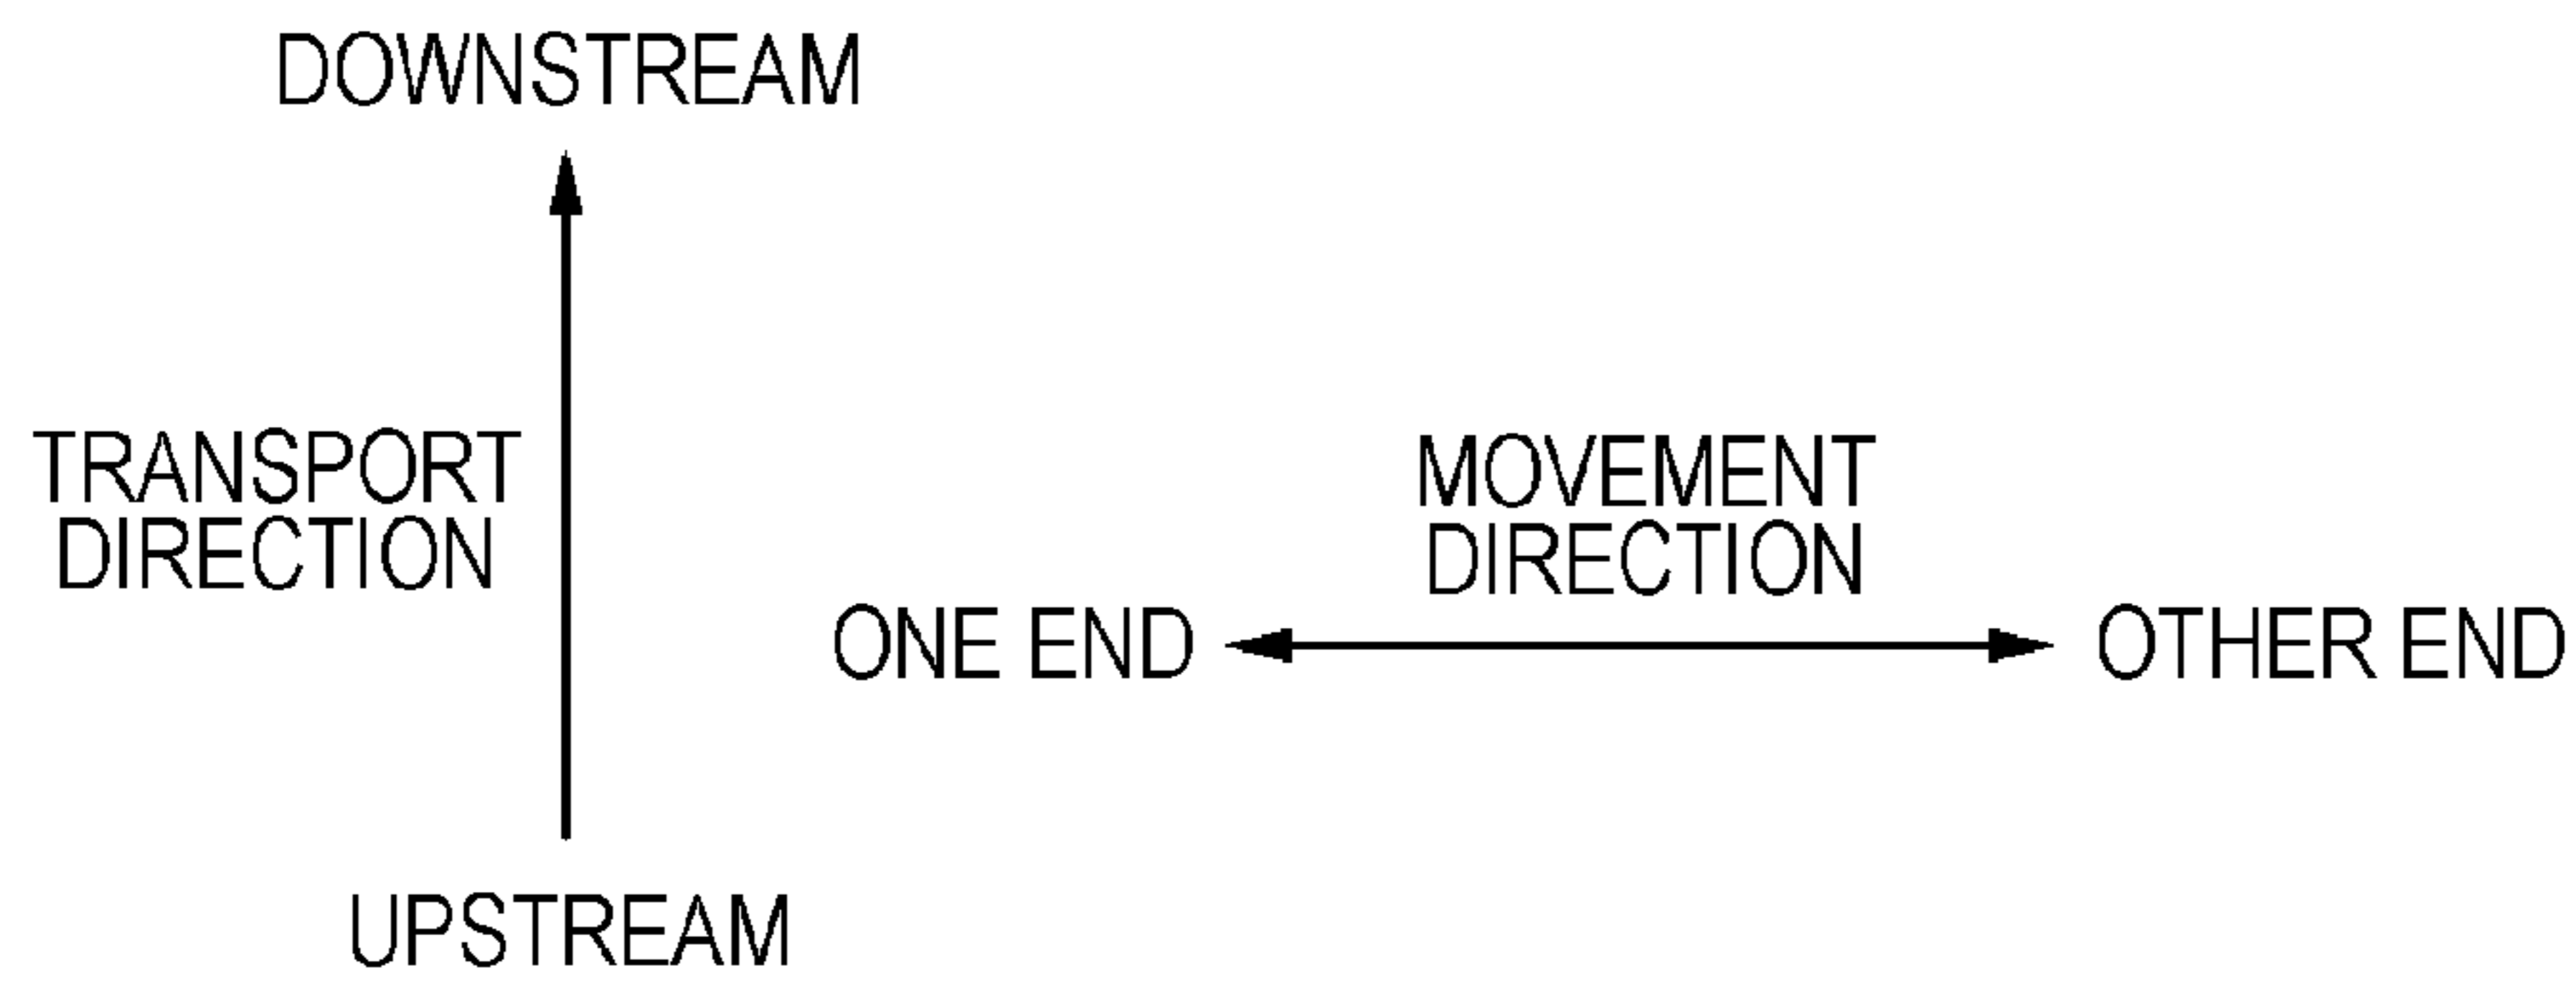 DOWNSTREAM
TRANSPORT
DIRECTION
MOVEMENT
DIRECTION
ONE END
OTHER END
UPSTREAM